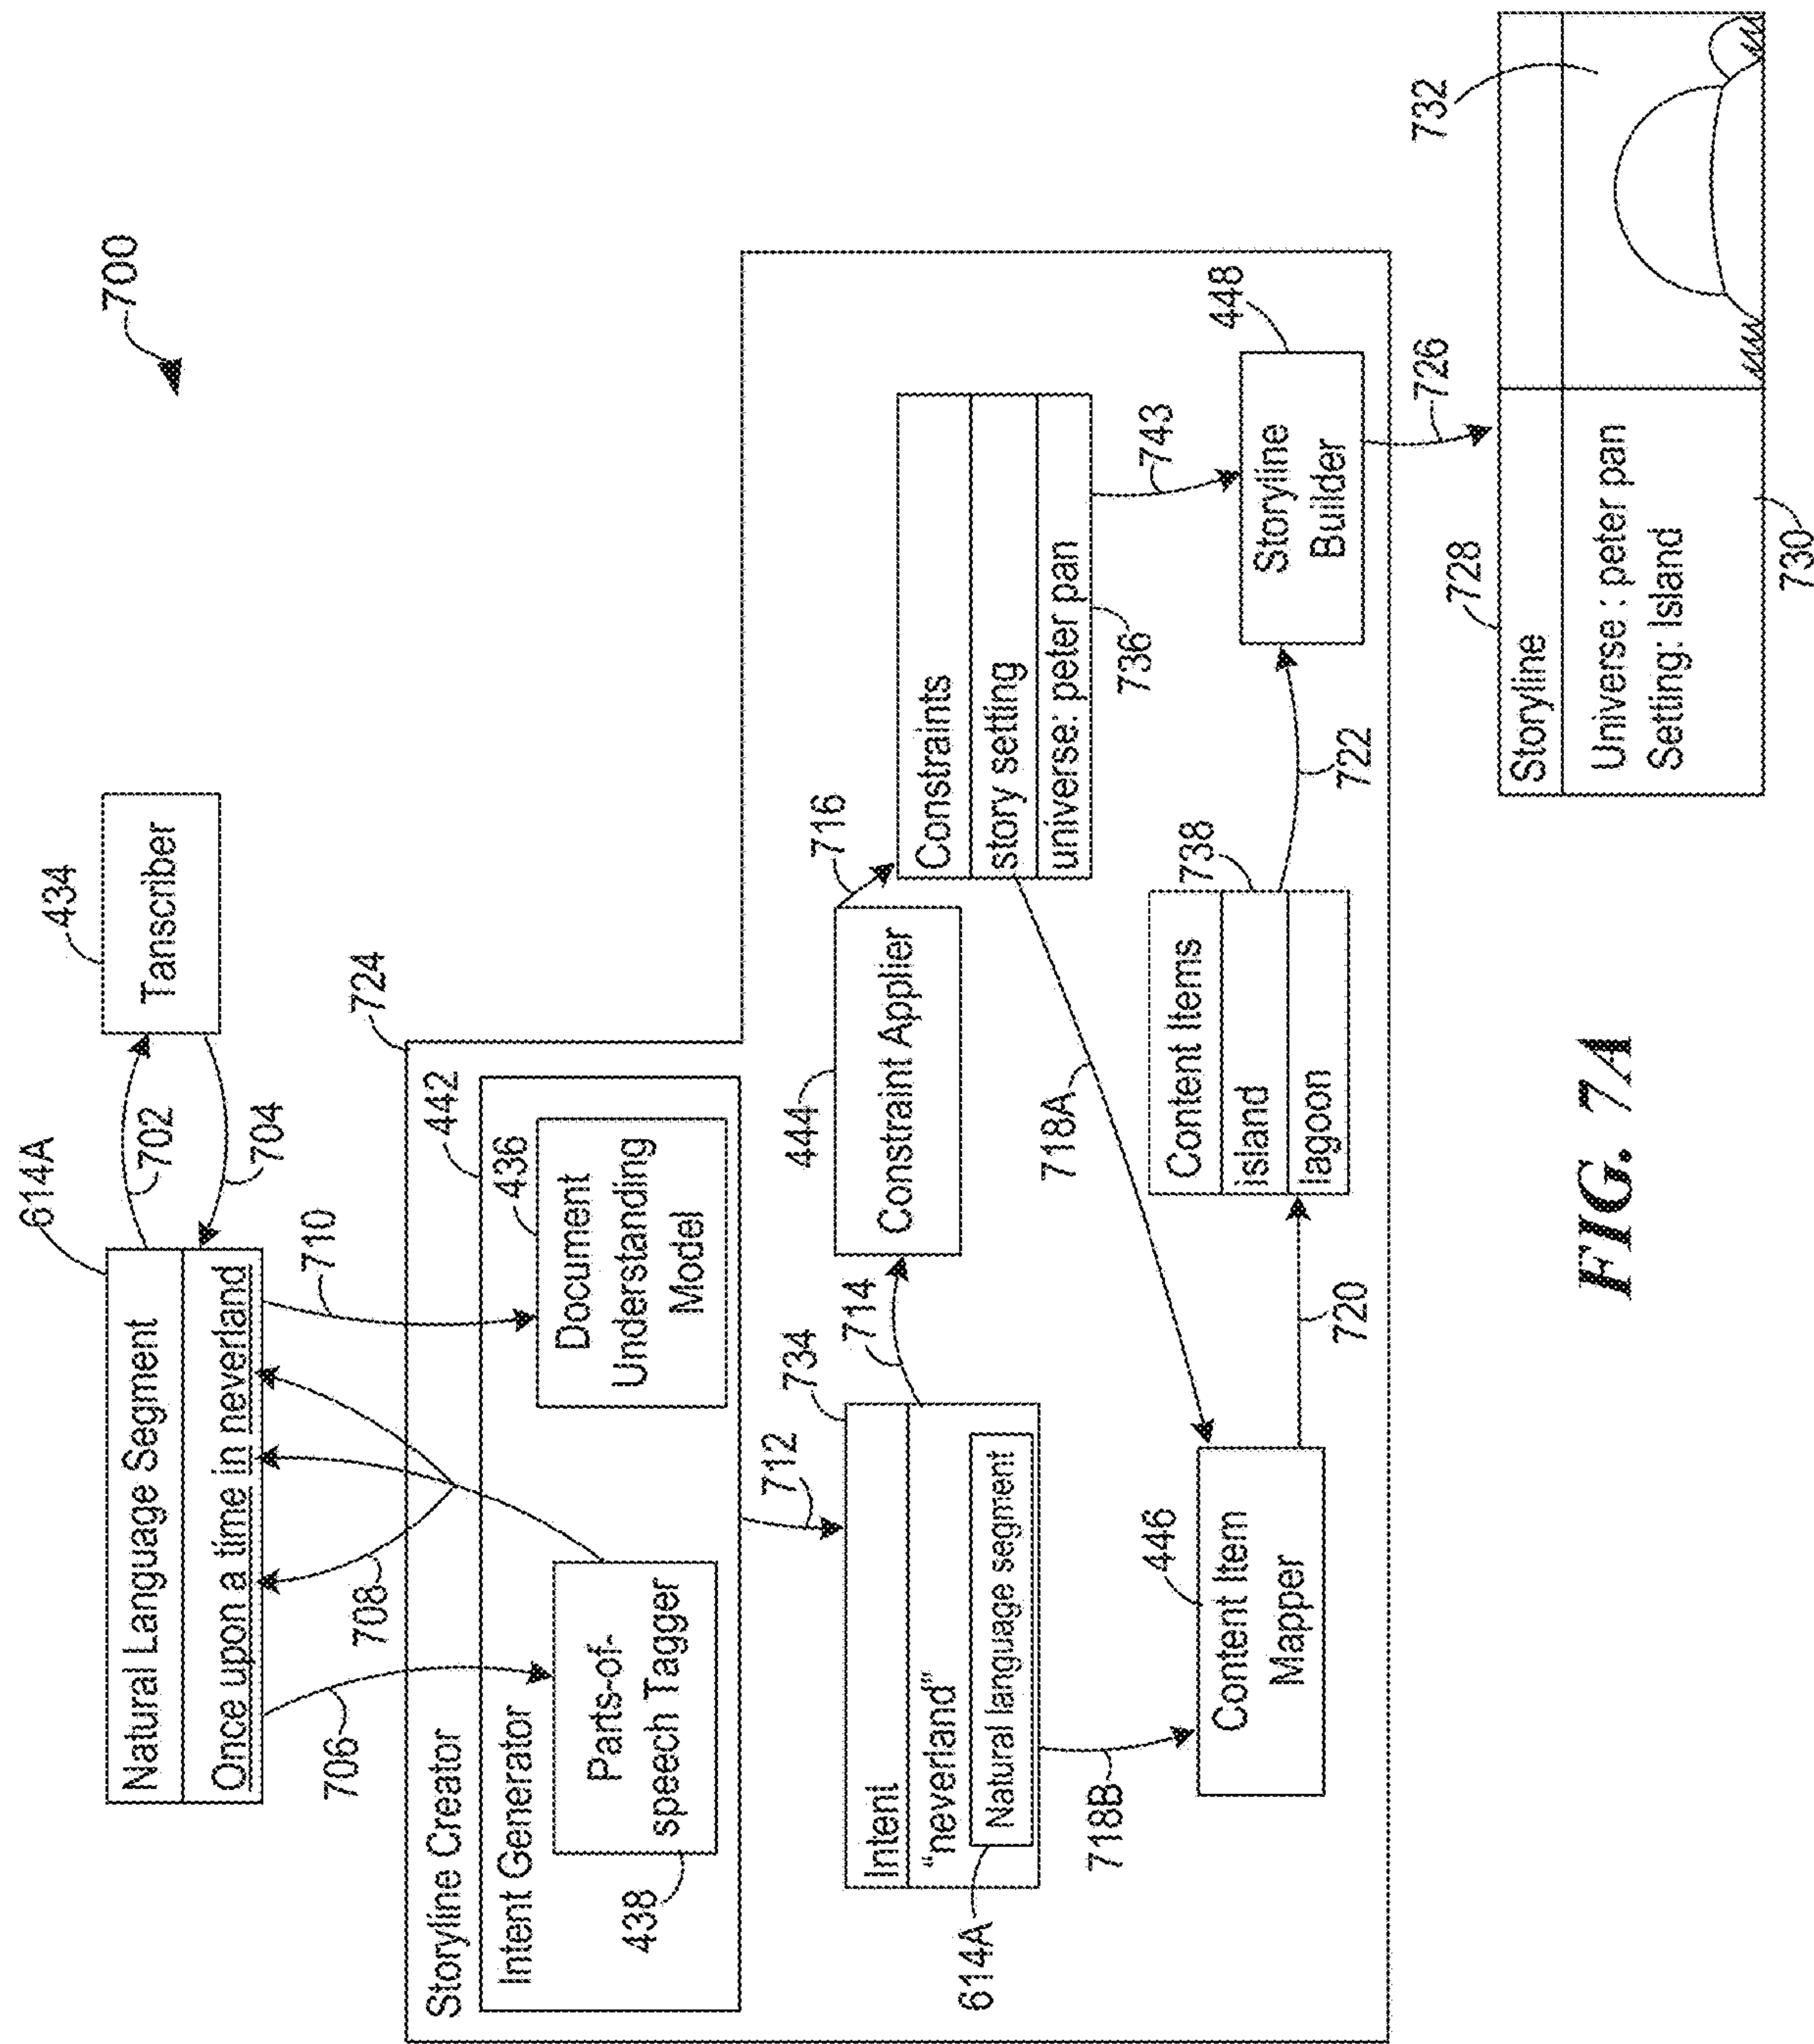 700
614A
Natural Language Segment
Once upon a time in neverland
702
704
434
Tanscriber
706
708
710
724
Storyline Creator
442
Intent Generator
Parts-of-
speech Tagger
438
436
Document
Understanding
Model
712
734
Intent
"neverland"
Natural language segment
614A
714
444
Constraint Applier
716
Constraints
story setting
universe: peter pan
736
718A
718B
446
Content Item
Mapper
720
738
Content Items
island
lagoon
722
743
448
Storyline
Builder
726
728
Storyline
Universe : peter pan
Setting: Island
730
732
FIG. 7A